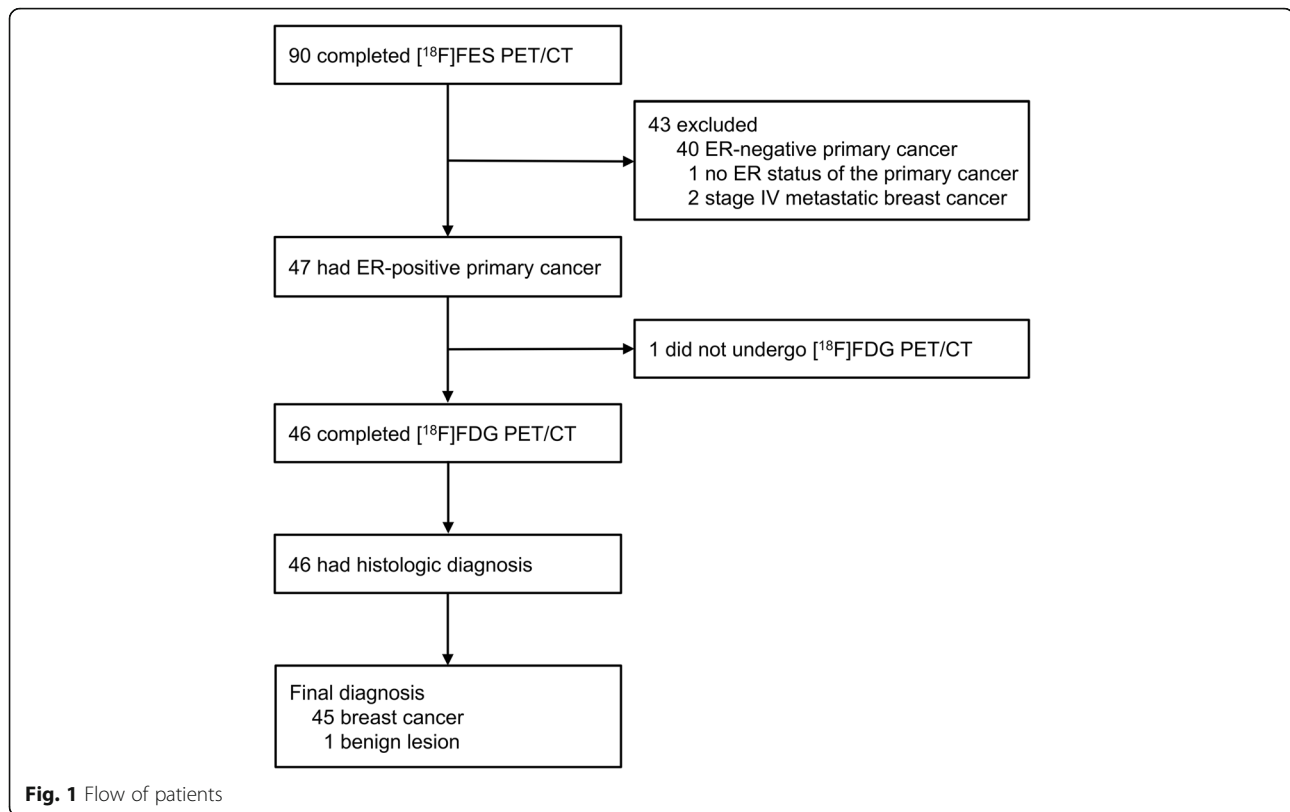 90 completed [¹⁸F]FES PET/CT
43 excluded
40 ER-negative primary cancer
1 no ER status of the primary cancer
2 stage IV metastatic breast cancer
47 had ER-positive primary cancer
1 did not undergo [¹⁸F]FDG PET/CT
46 completed [¹⁸F]FDG PET/CT
46 had histologic diagnosis
Final diagnosis
45 breast cancer
1 benign lesion
Fig. 1 Flow of patients